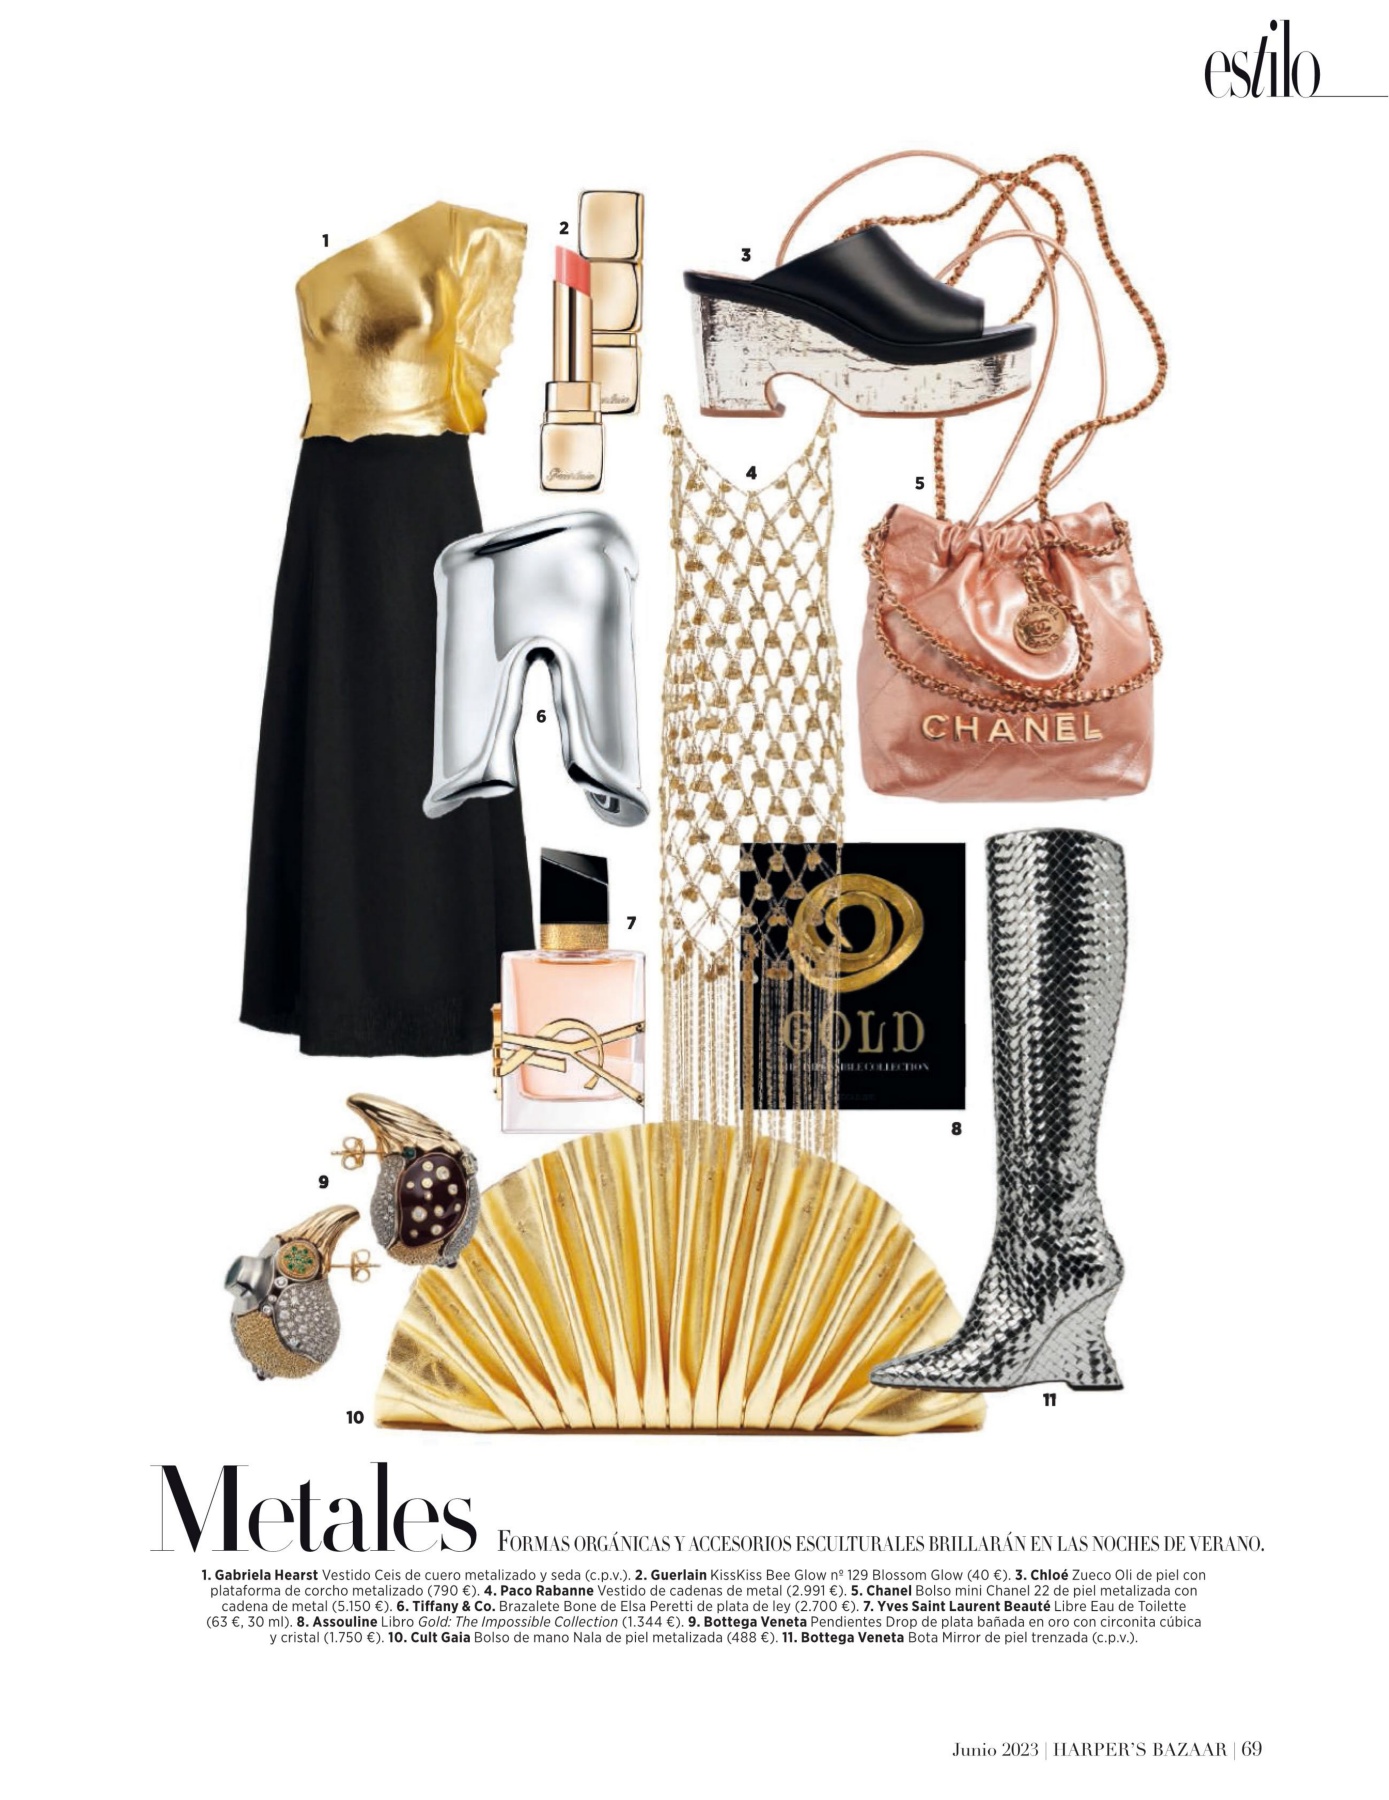 estilo
1
2
3
4
5
CHANEL
CHANEL
PARIS
6
7
GOLD
8
9
10
11
Metales FORMAS ORGÁNICAS Y ACCESORIOS ESCULTURALES BRILLARÁN EN LAS NOCHES DE VERANO.
1. Gabriela Hearst Vestido Ceis de cuero metalizado y seda (c.p.v.). 2. Guerlain KissKiss Bee Glow nº 129 Blossom Glow (40 €). 3. Chloé Zueco Oli de piel con
plataforma de corcho metalizado (790 €). 4. Paco Rabanne Vestido de cadenas de metal (2.991 €). 5. Chanel Bolso mini Chanel 22 de piel metalizada con
cadena de metal (5.150 €). 6. Tiffany & Co. Brazalete Bone de Elsa Peretti de plata de ley (2.700 €). 7. Yves Saint Laurent Beauté Libre Eau de Toilette
(63 €, 30 ml). 8. Assouline Libro Gold: The Impossible Collection (1.344 €). 9. Bottega Veneta Pendientes Drop de plata bañada en oro con circonita cúbica
y cristal (1.750 €). 10. Cult Gaia Bolso de mano Nala de piel metalizada (488 €). 11. Bottega Veneta Bota Mirror de piel trenzada (c.p.v.).
Junio 2023 | HARPER'S BAZAAR | 69